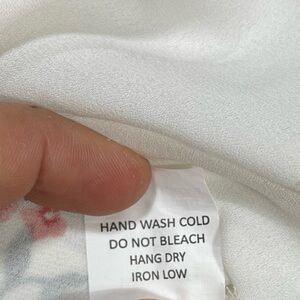 HAND WASH COLD
DO NOT BLEACH
HANG DRY
IRON LOW